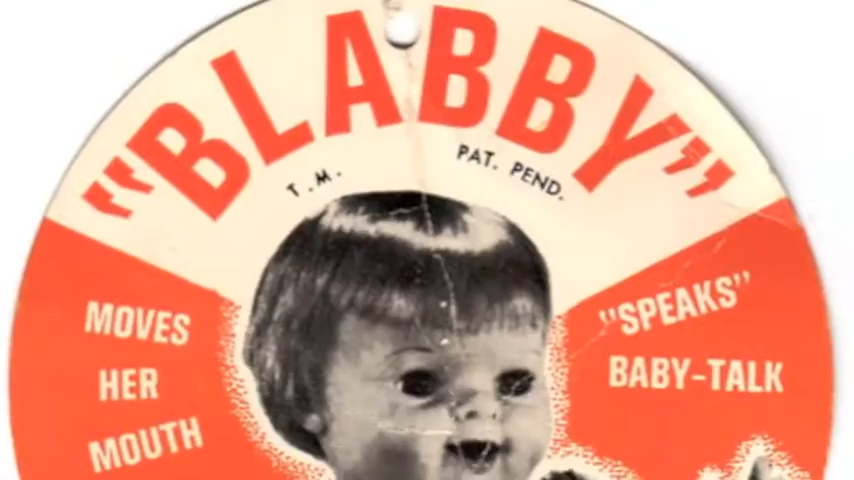 "BLABBY"
T.M. PAT. PEND.
MOVES
HER
MOUTH
"SPEAKS"
BABY-TALK